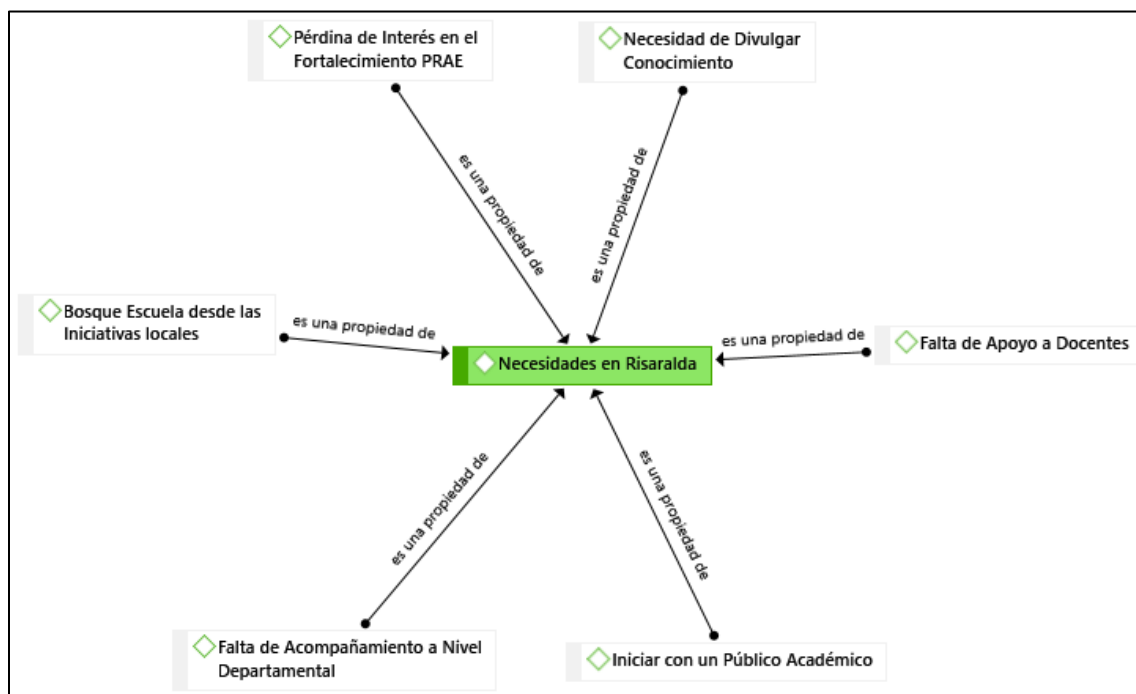 Pérdina de Interés en el
Fortalecimiento PRAE
Necesidad de Divulgar
Conocimiento
es una propiedad de
es una propiedad de
Bosque Escuela desde las
Iniciativas locales
es una propiedad de
Necesidades en Risaralda
es una propiedad de
Falta de Apoyo a Docentes
es una propiedad de
es una propiedad de
Falta de Acompañamiento a Nivel
Departamental
Iniciar con un Público Académico